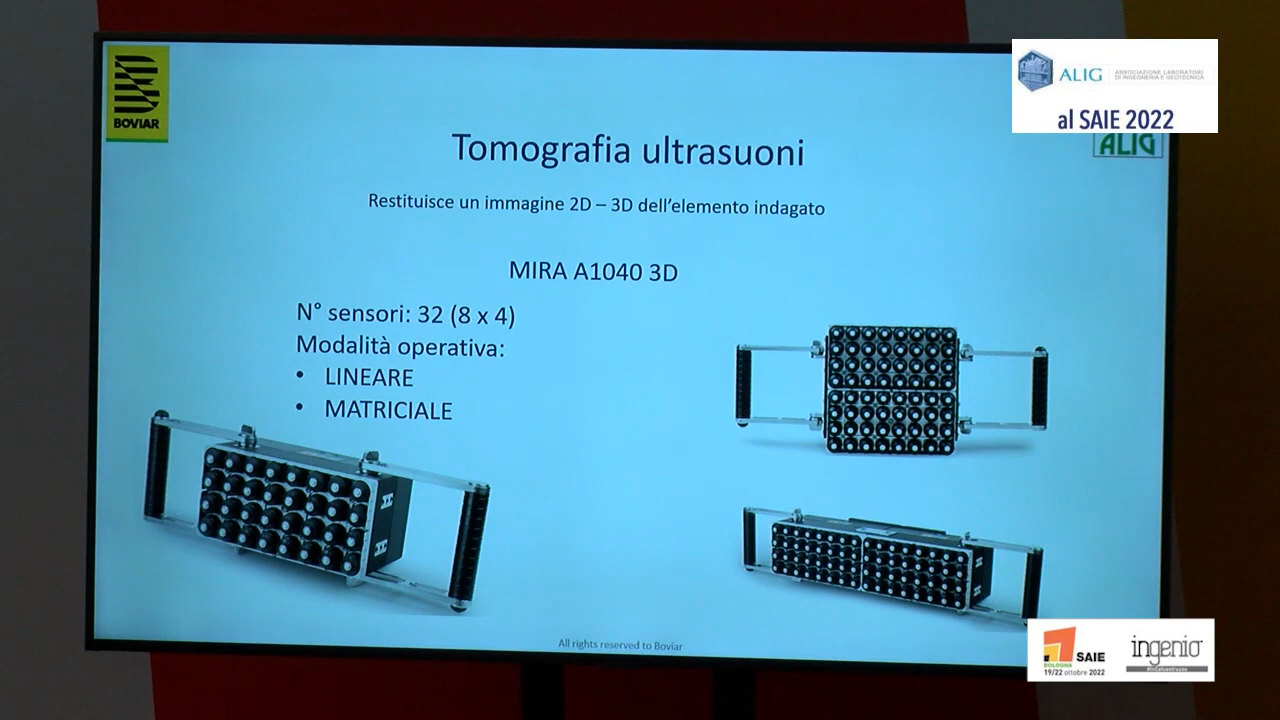 BOVIAR
ALIG
ASSOCIAZIONE LABORATORI
DI INGEGNERIA E GEOTECNICA
al SAIE 2022
ALIG
Tomografia ultrasuoni
Restituisce un immagine 2D – 3D dell'elemento indagato
MIRA A1040 3D
N° sensori: 32 (8 x 4)
Modalità operativa:
• LINEARE
• MATRICIALE
All rights reserved to Boviar
SAIE
BOLOGNA
19/22 ottobre 2022
ingenio
#InCalcestruzzo